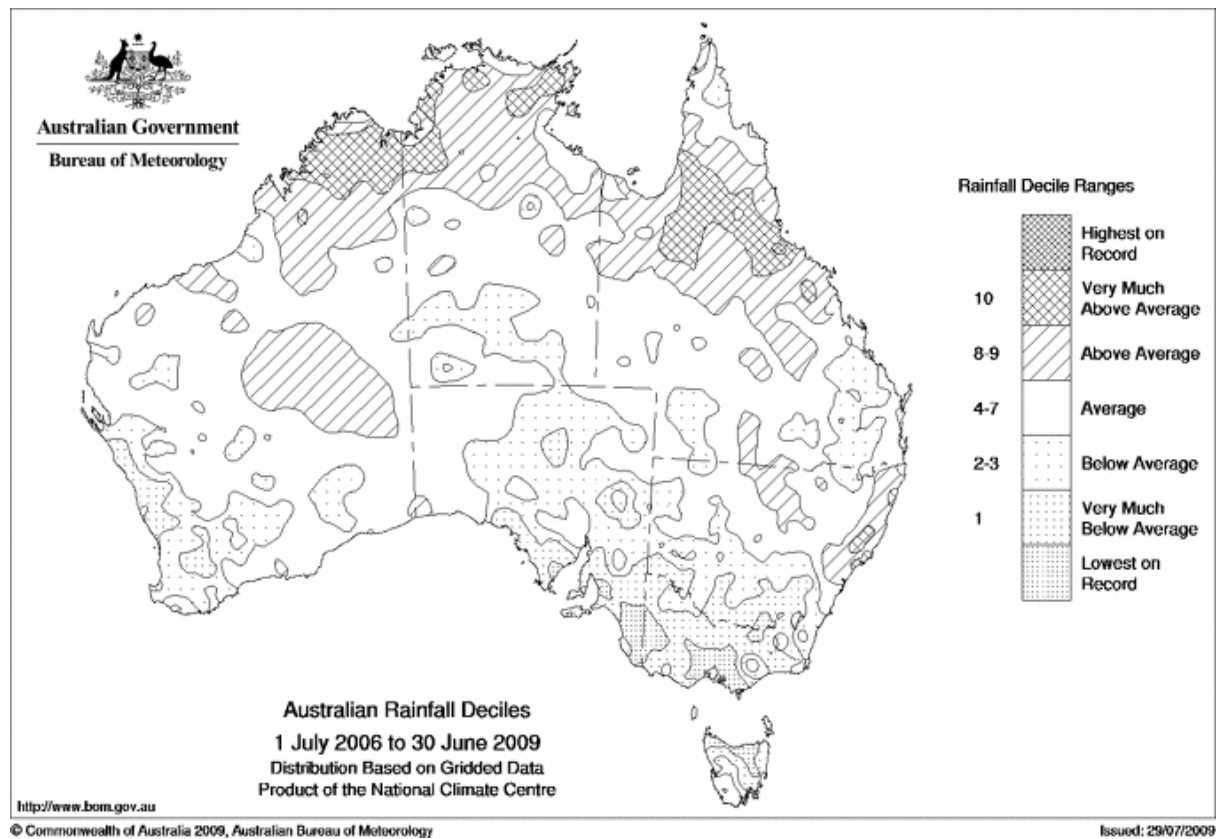 Australian Government
Bureau of Meteorology
Rainfall Decile Ranges
Highest on
Record
10
Very Much
Above Average
8-9
Above Average
4-7
Average
2-3
Below Average
1
Very Much
Below Average
Lowest on
Record
Australian Rainfall Deciles
1 July 2006 to 30 June 2009
Distribution Based on Gridded Data
Product of the National Climate Centre
http://www.bom.gov.au
© Commonwealth of Australia 2009, Australian Bureau of Meteorology
Issued: 29/07/2009